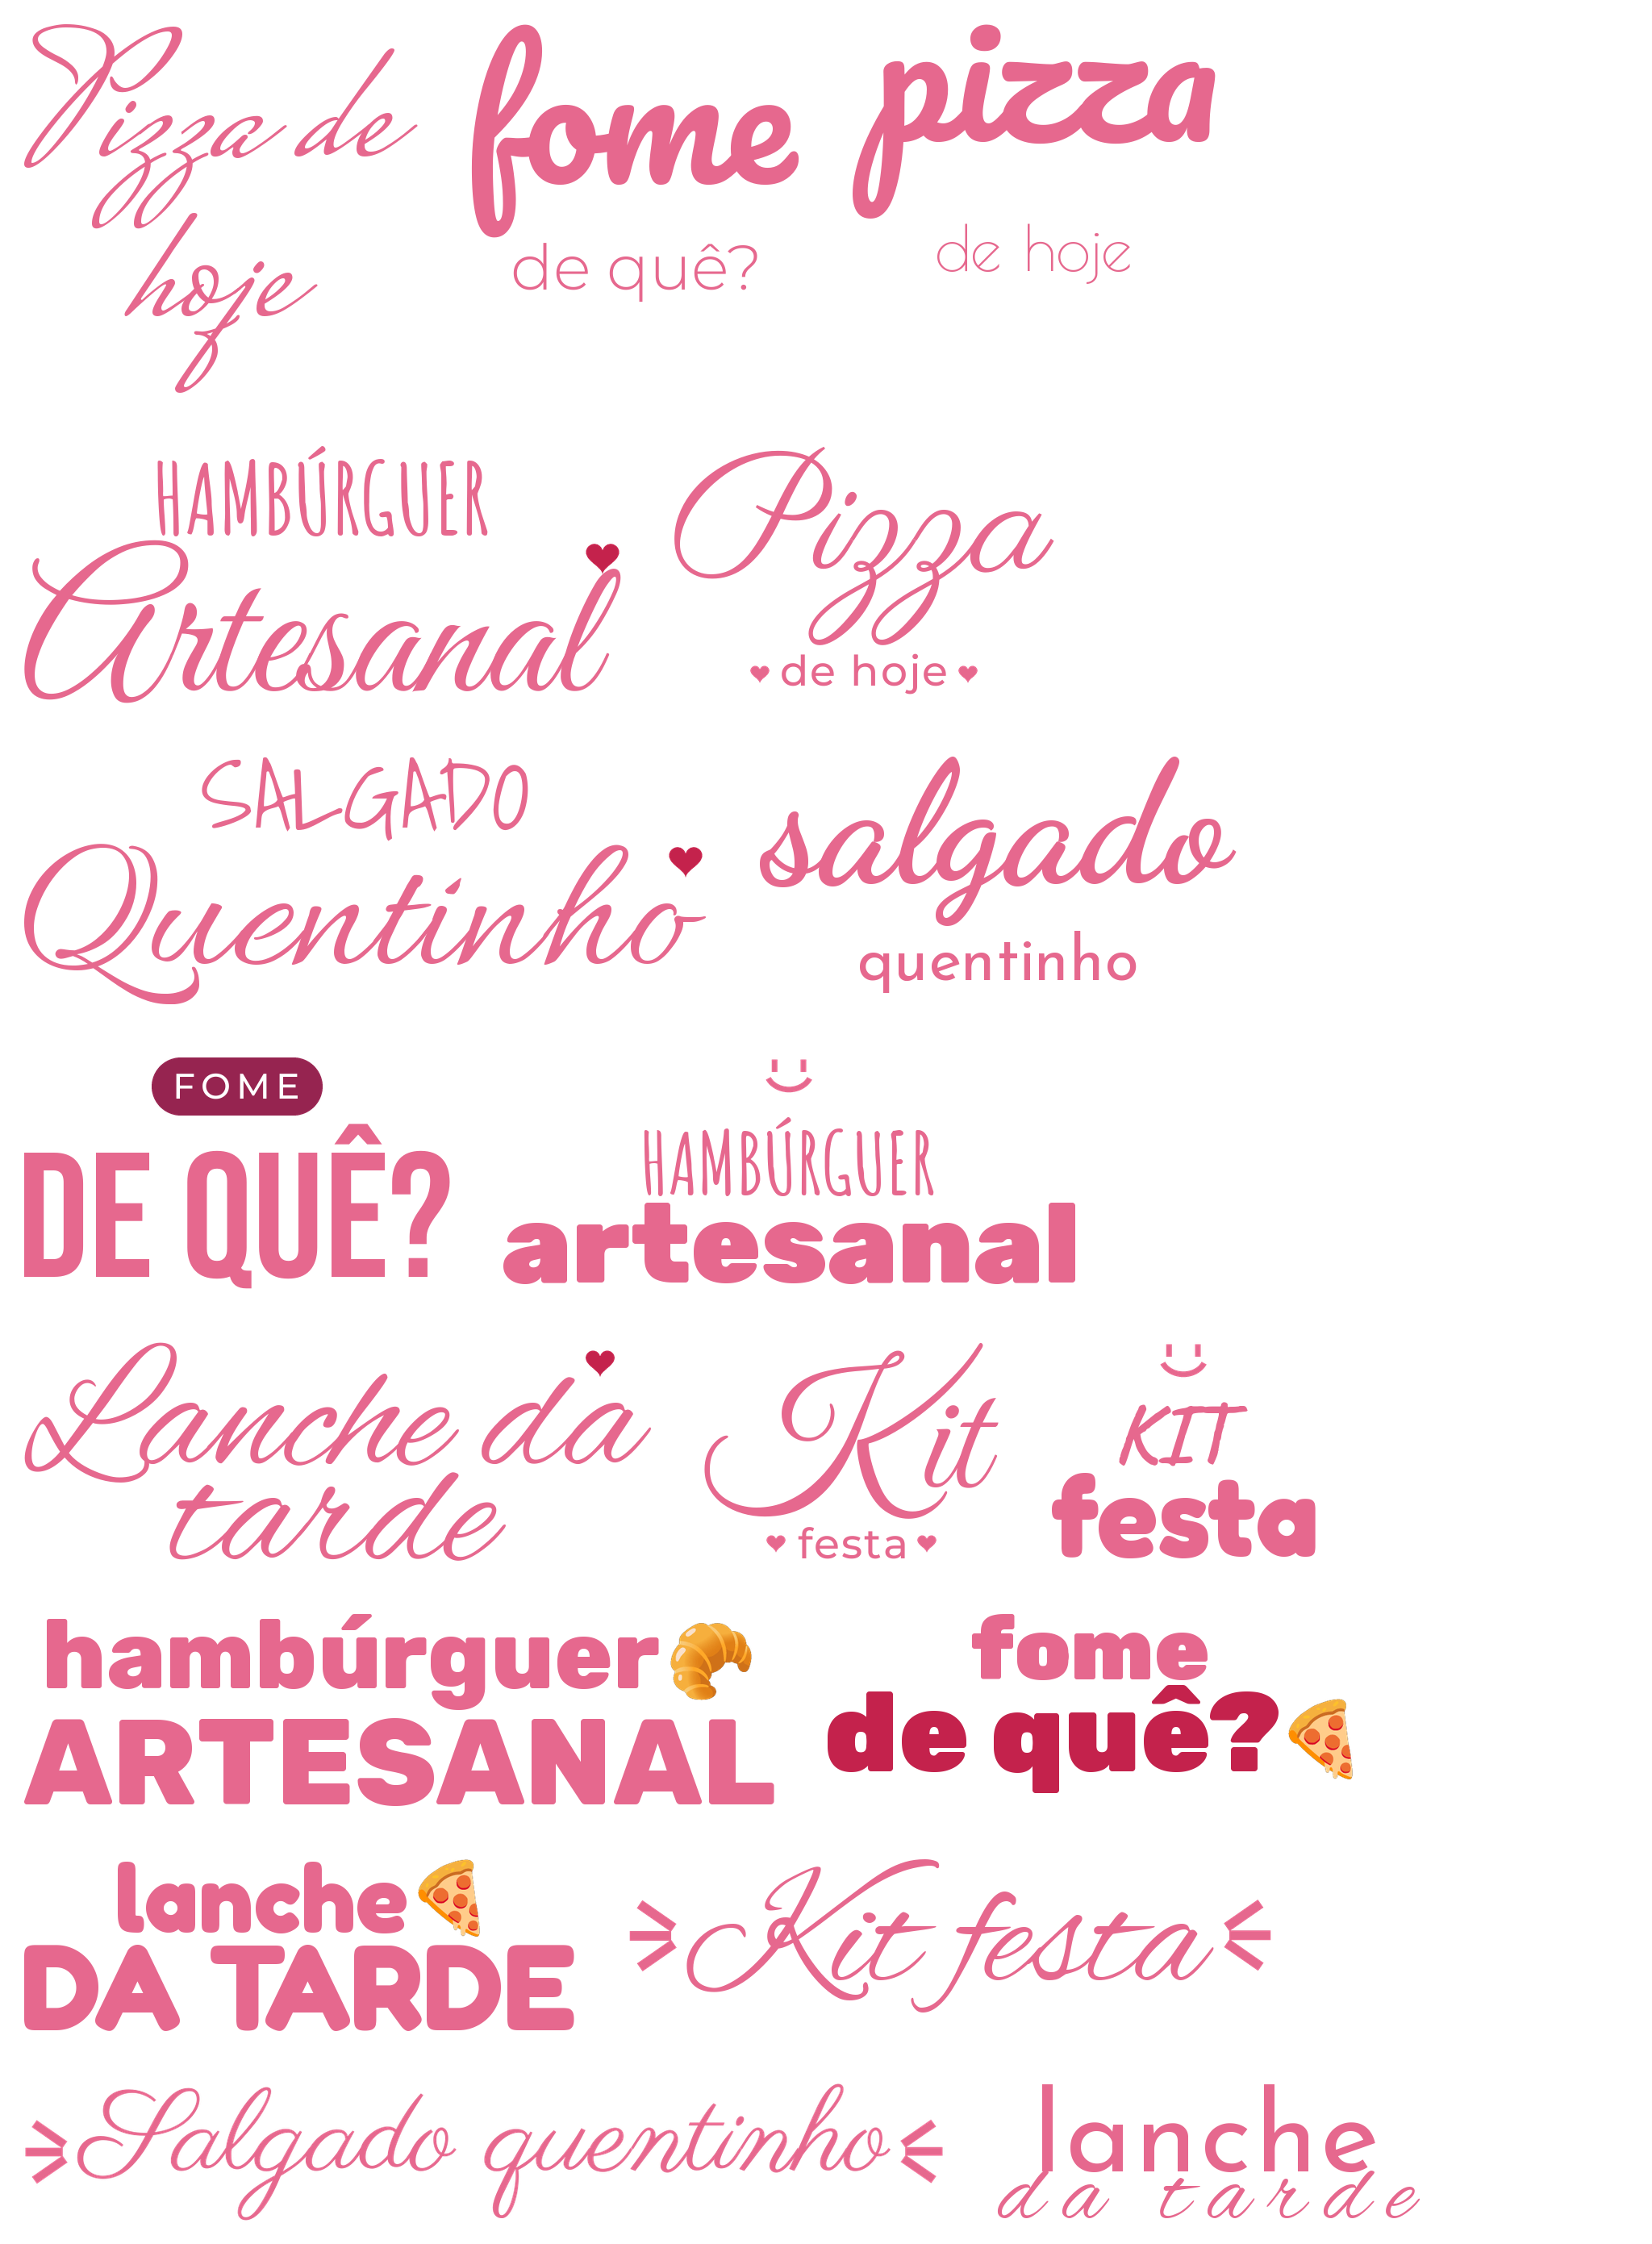 Pizza de
hoje
fome
de quê?
pizza
de hoje
HAMBÚRGUER
Artesanal
Pizza
de hoje
SALGADO
Quentinho
salgado
quentinho
FOME
DE QUÊ?
HAMBÚRGUER
artesanal
Lanche da
tarde
Kit
festa
KIT
festa
hambúrguer
ARTESANAL
fome
de quê?
lanche
DA TARDE
Kit festa
Salgado quentinho
lanche
da tarde